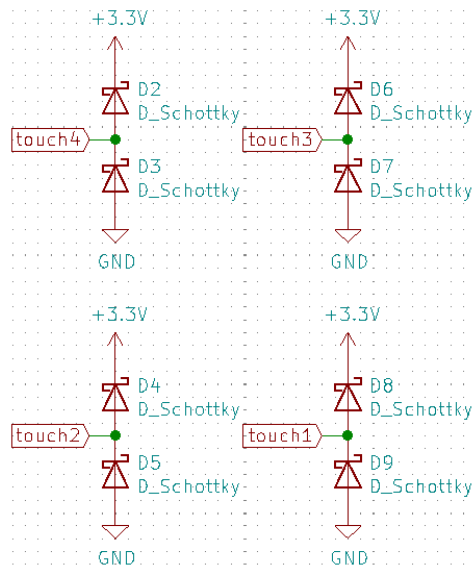 +3.3V
D2
D_Schottky
touch4
D3
D_Schottky
GND
+3.3V
D6
D_Schottky
touch3
D7
D_Schottky
GND
+3.3V
D4
D_Schottky
touch2
D5
D_Schottky
GND
+3.3V
D8
D_Schottky
touch1
D9
D_Schottky
GND